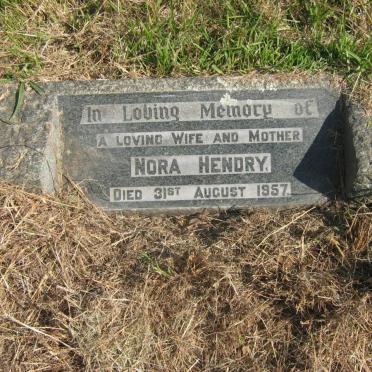 In Loving Memory of
A LOVING WIFE AND MOTHER
NORA HENDRY.
DIED 31ST AUGUST 1957